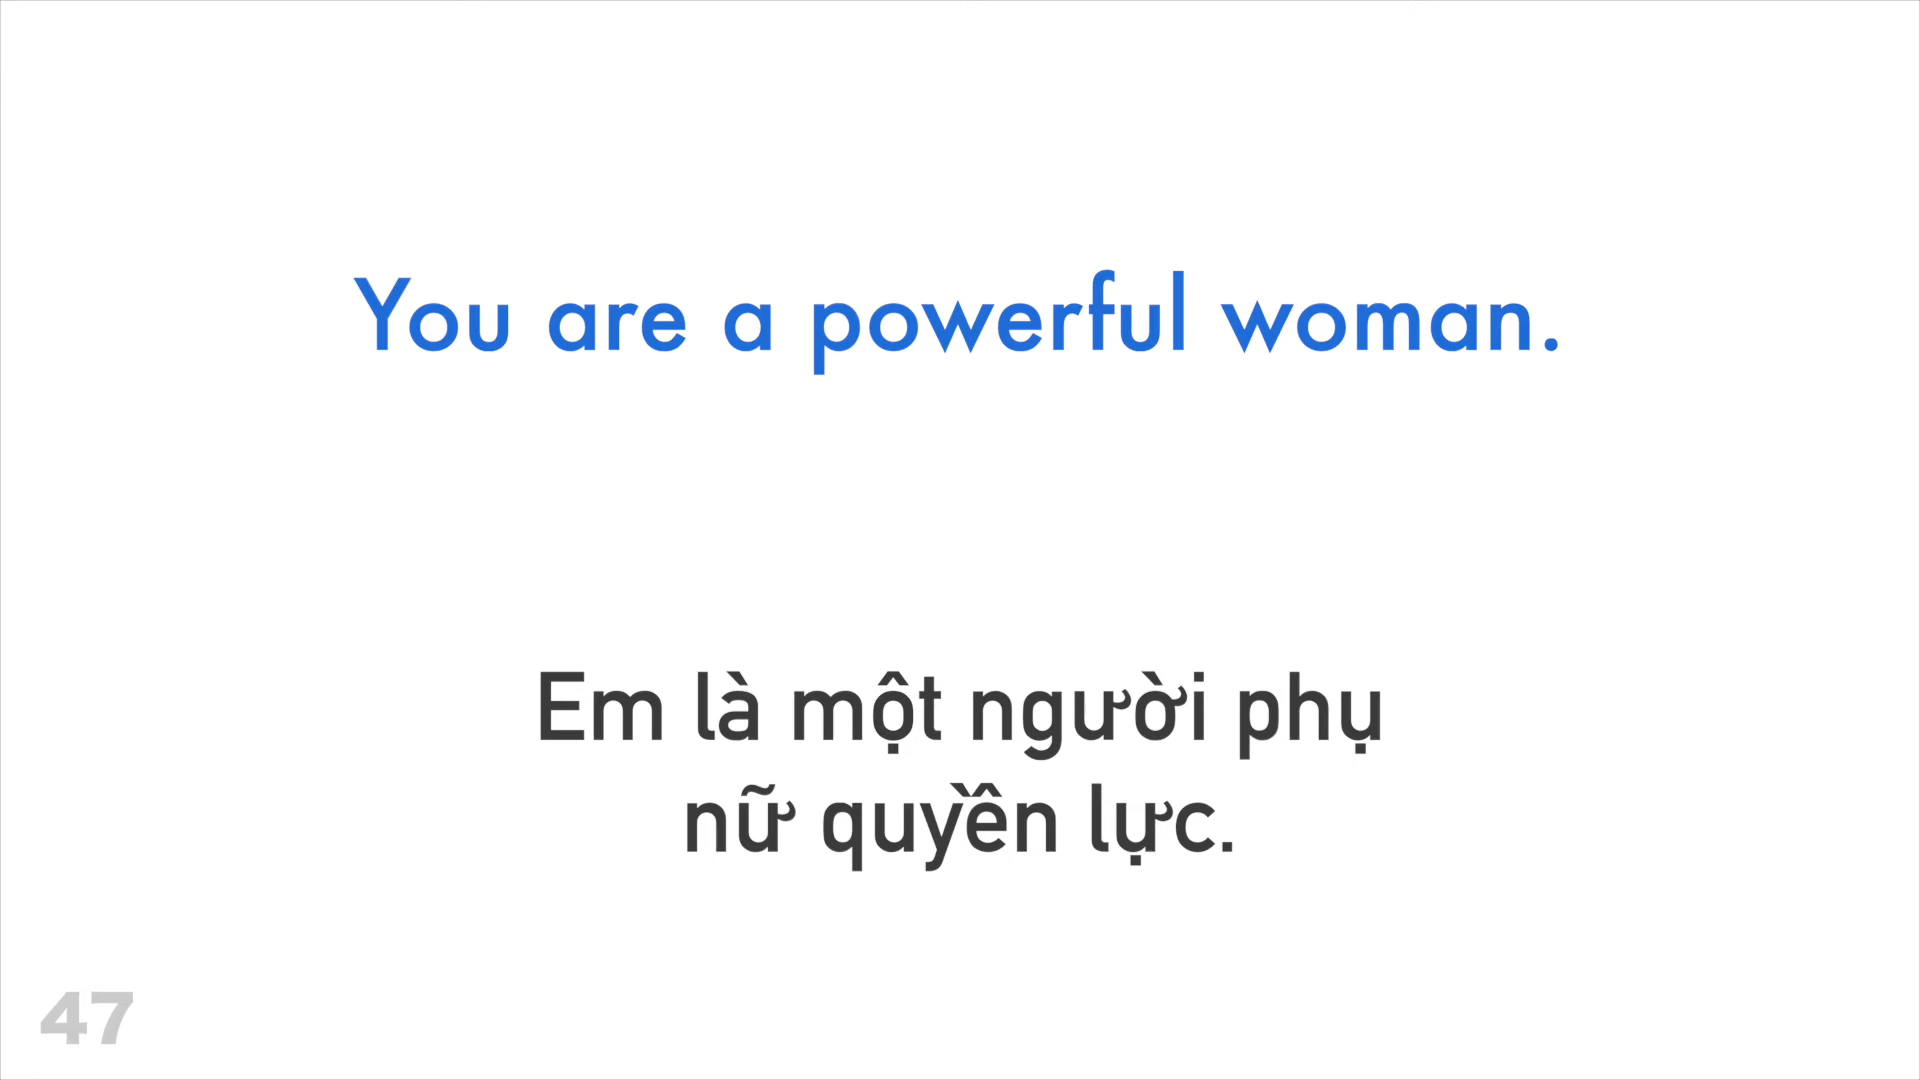 You are a powerful woman.
Em là một người phụ
nữ quyền lực.
47